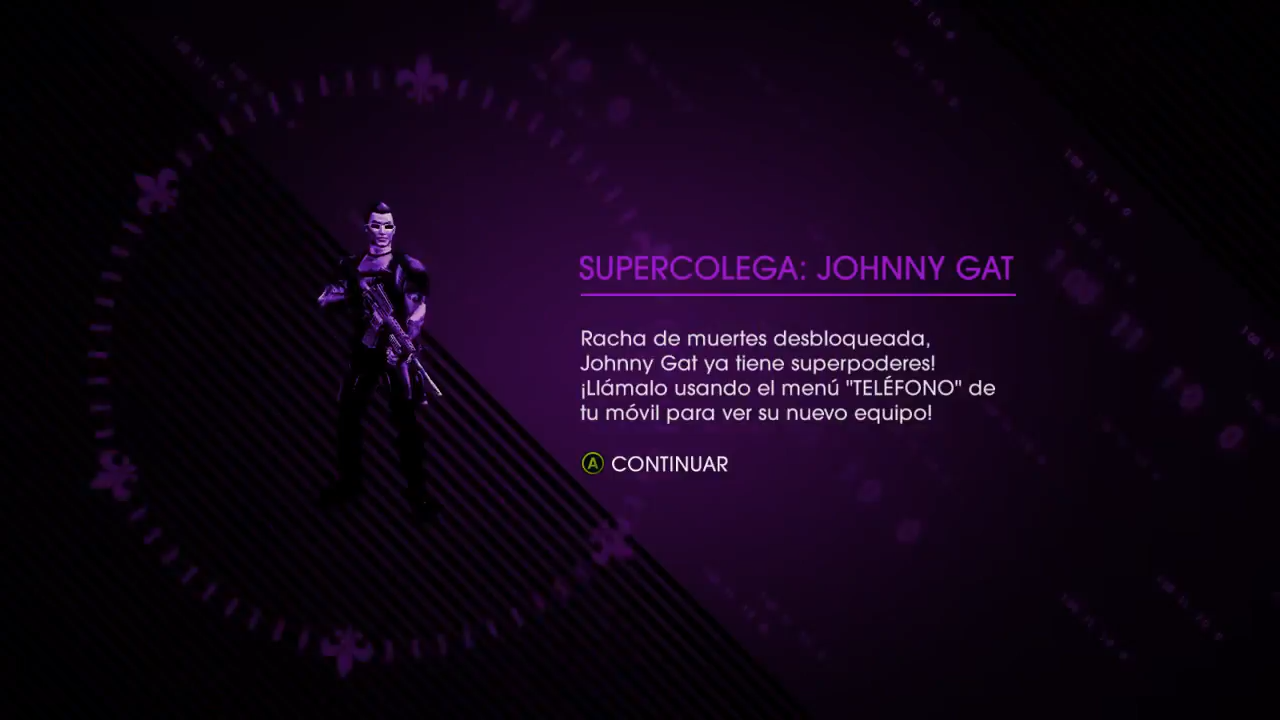 SUPERCOLEGA: JOHNNY GAT
Racha de muertes desbloqueada,
Johnny Gat ya tiene superpoderes!
¡Llámalo usando el menú "TELÉFONO" de
tu móvil para ver su nuevo equipo!
A CONTINUAR